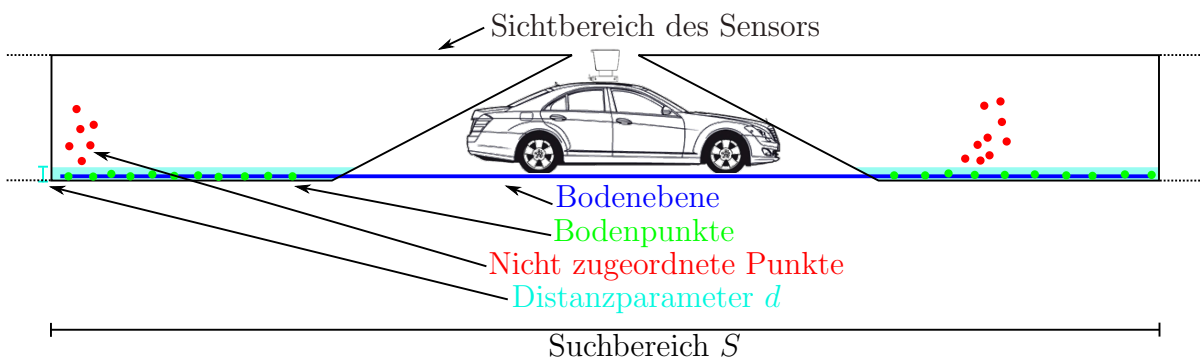 Sichtbereich des Sensors
Bodenebene
Bodenpunkte
Nicht zugeordnete Punkte
Distanzparameter d
Suchbereich S